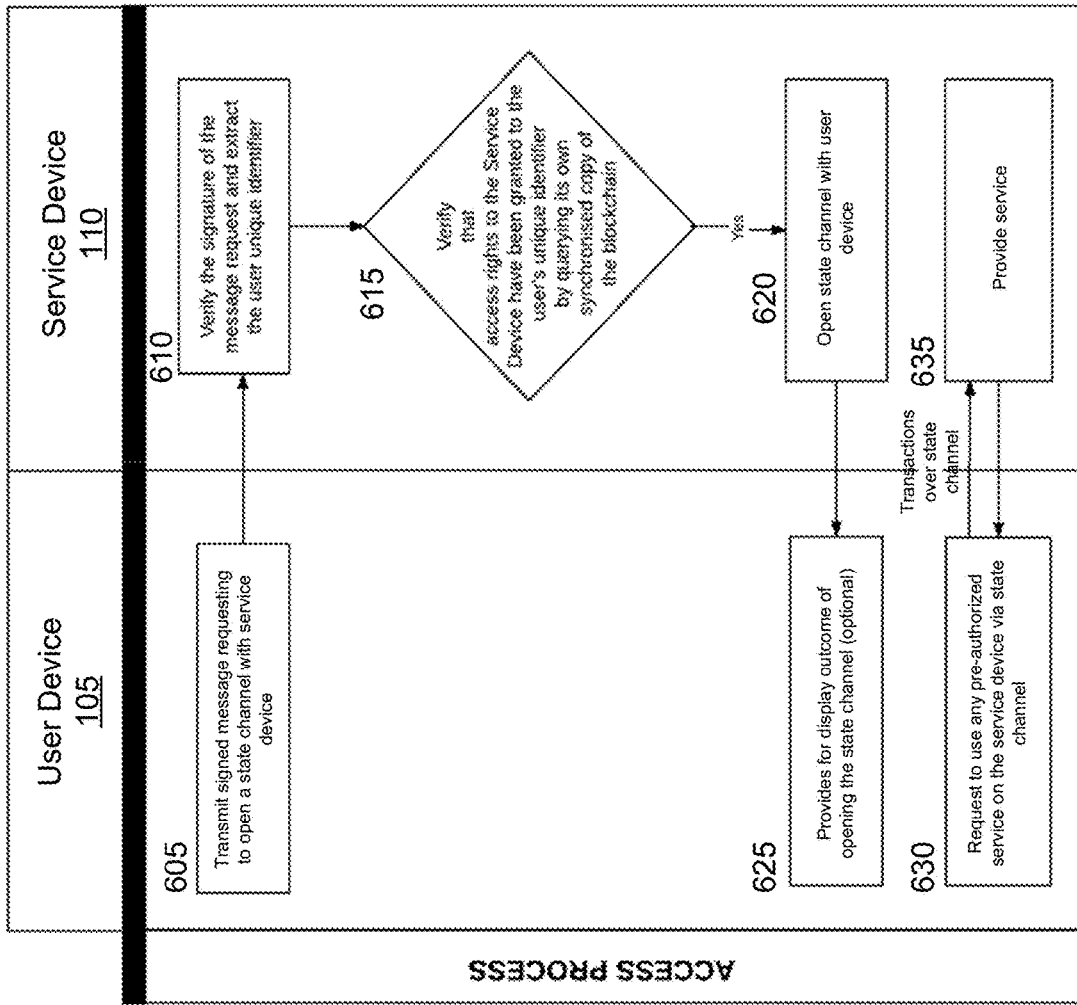 User Device
105
Service Device
110
ACCESS PROCESS
605
Transmit signed message requesting
to open a state channel with service
device
610
Verify the signature of the
message request and extract
the user unique identifier
615
Verify
that
access rights to the Service
Device have been granted to the
user's unique identifier
by querying its own
synchronised copy of
the blockchain
Yes
620
Open state channel with user
device
625
Provides for display outcome of
opening the state channel (optional)
630
Request to use any pre-authorized
service on the service device via state
channel
Transactions
over state
channel
635
Provide service